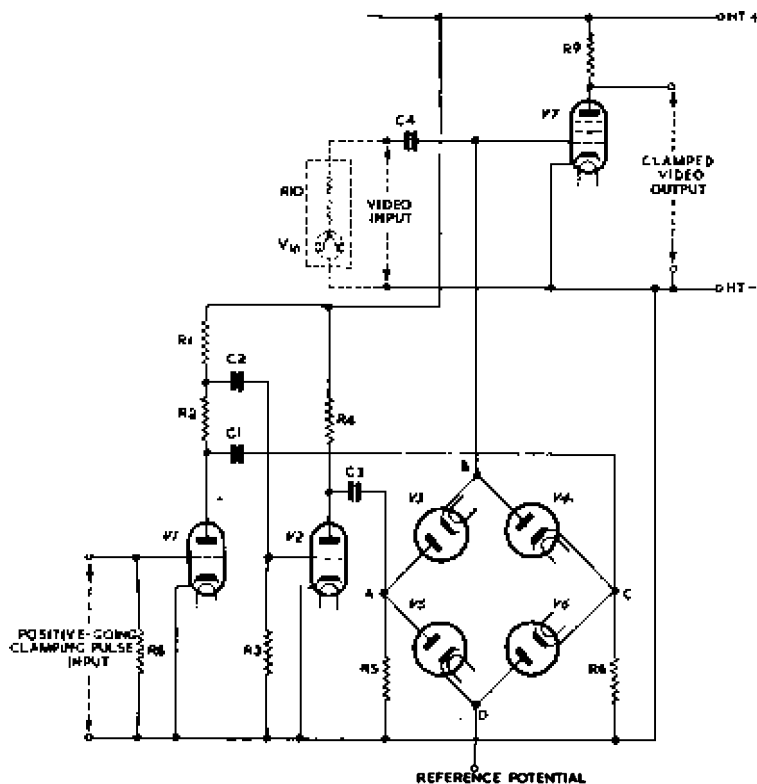 HT+
R9
V7
C4
CLAMPED
VIDEO
OUTPUT
R10
VIDEO
INPUT
Vin
HT-
R1
C2
R2
R4
C1
B
C3
V3
V4
V1
V2
A
C
V5
V6
POSITIVE-GOING
CLAMPING PULSE
INPUT
R3
R5
R6
D
REFERENCE POTENTIAL